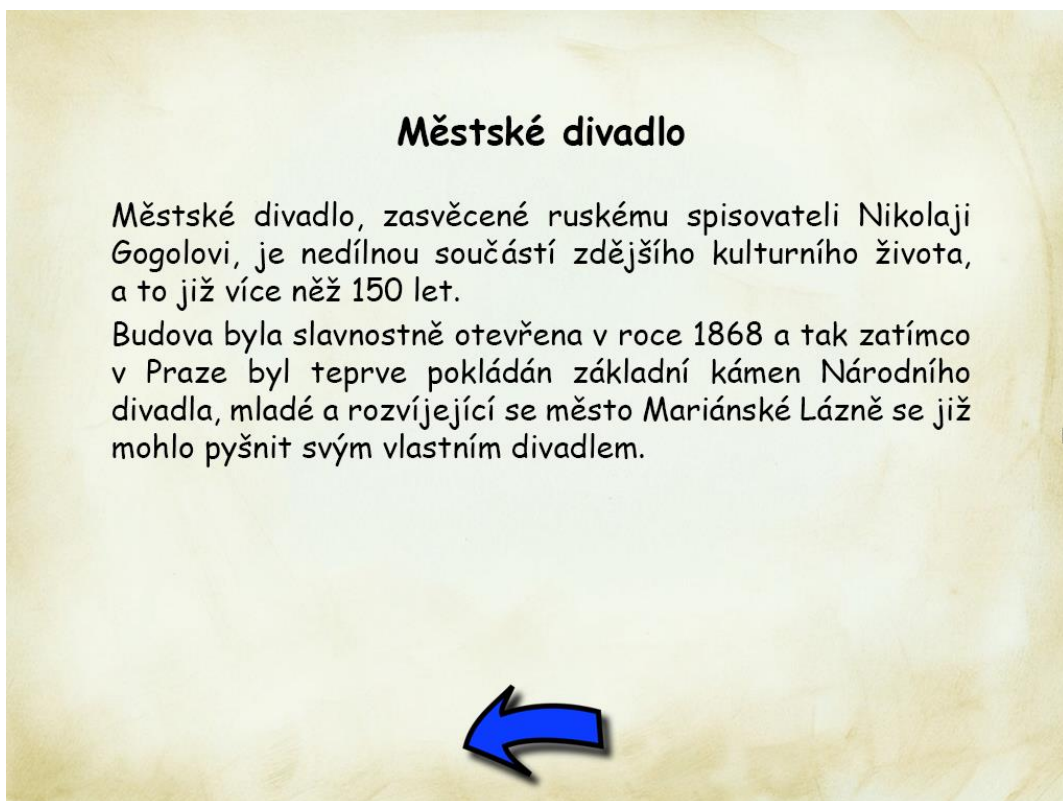 Městské divadlo
Městské divadlo, zasvěcené ruskému spisovateli Nikolaji
Gogolovi, je nedílnou součástí zdějšího kulturního života,
a to již více něž 150 let.
Budova byla slavnostně otevřena v roce 1868 a tak zatímco
v Praze byl teprve pokládán základní kámen Národního
divadla, mladé a rozvíjející se město Mariánské Lázně se již
mohlo pyšnit svým vlastním divadlem.